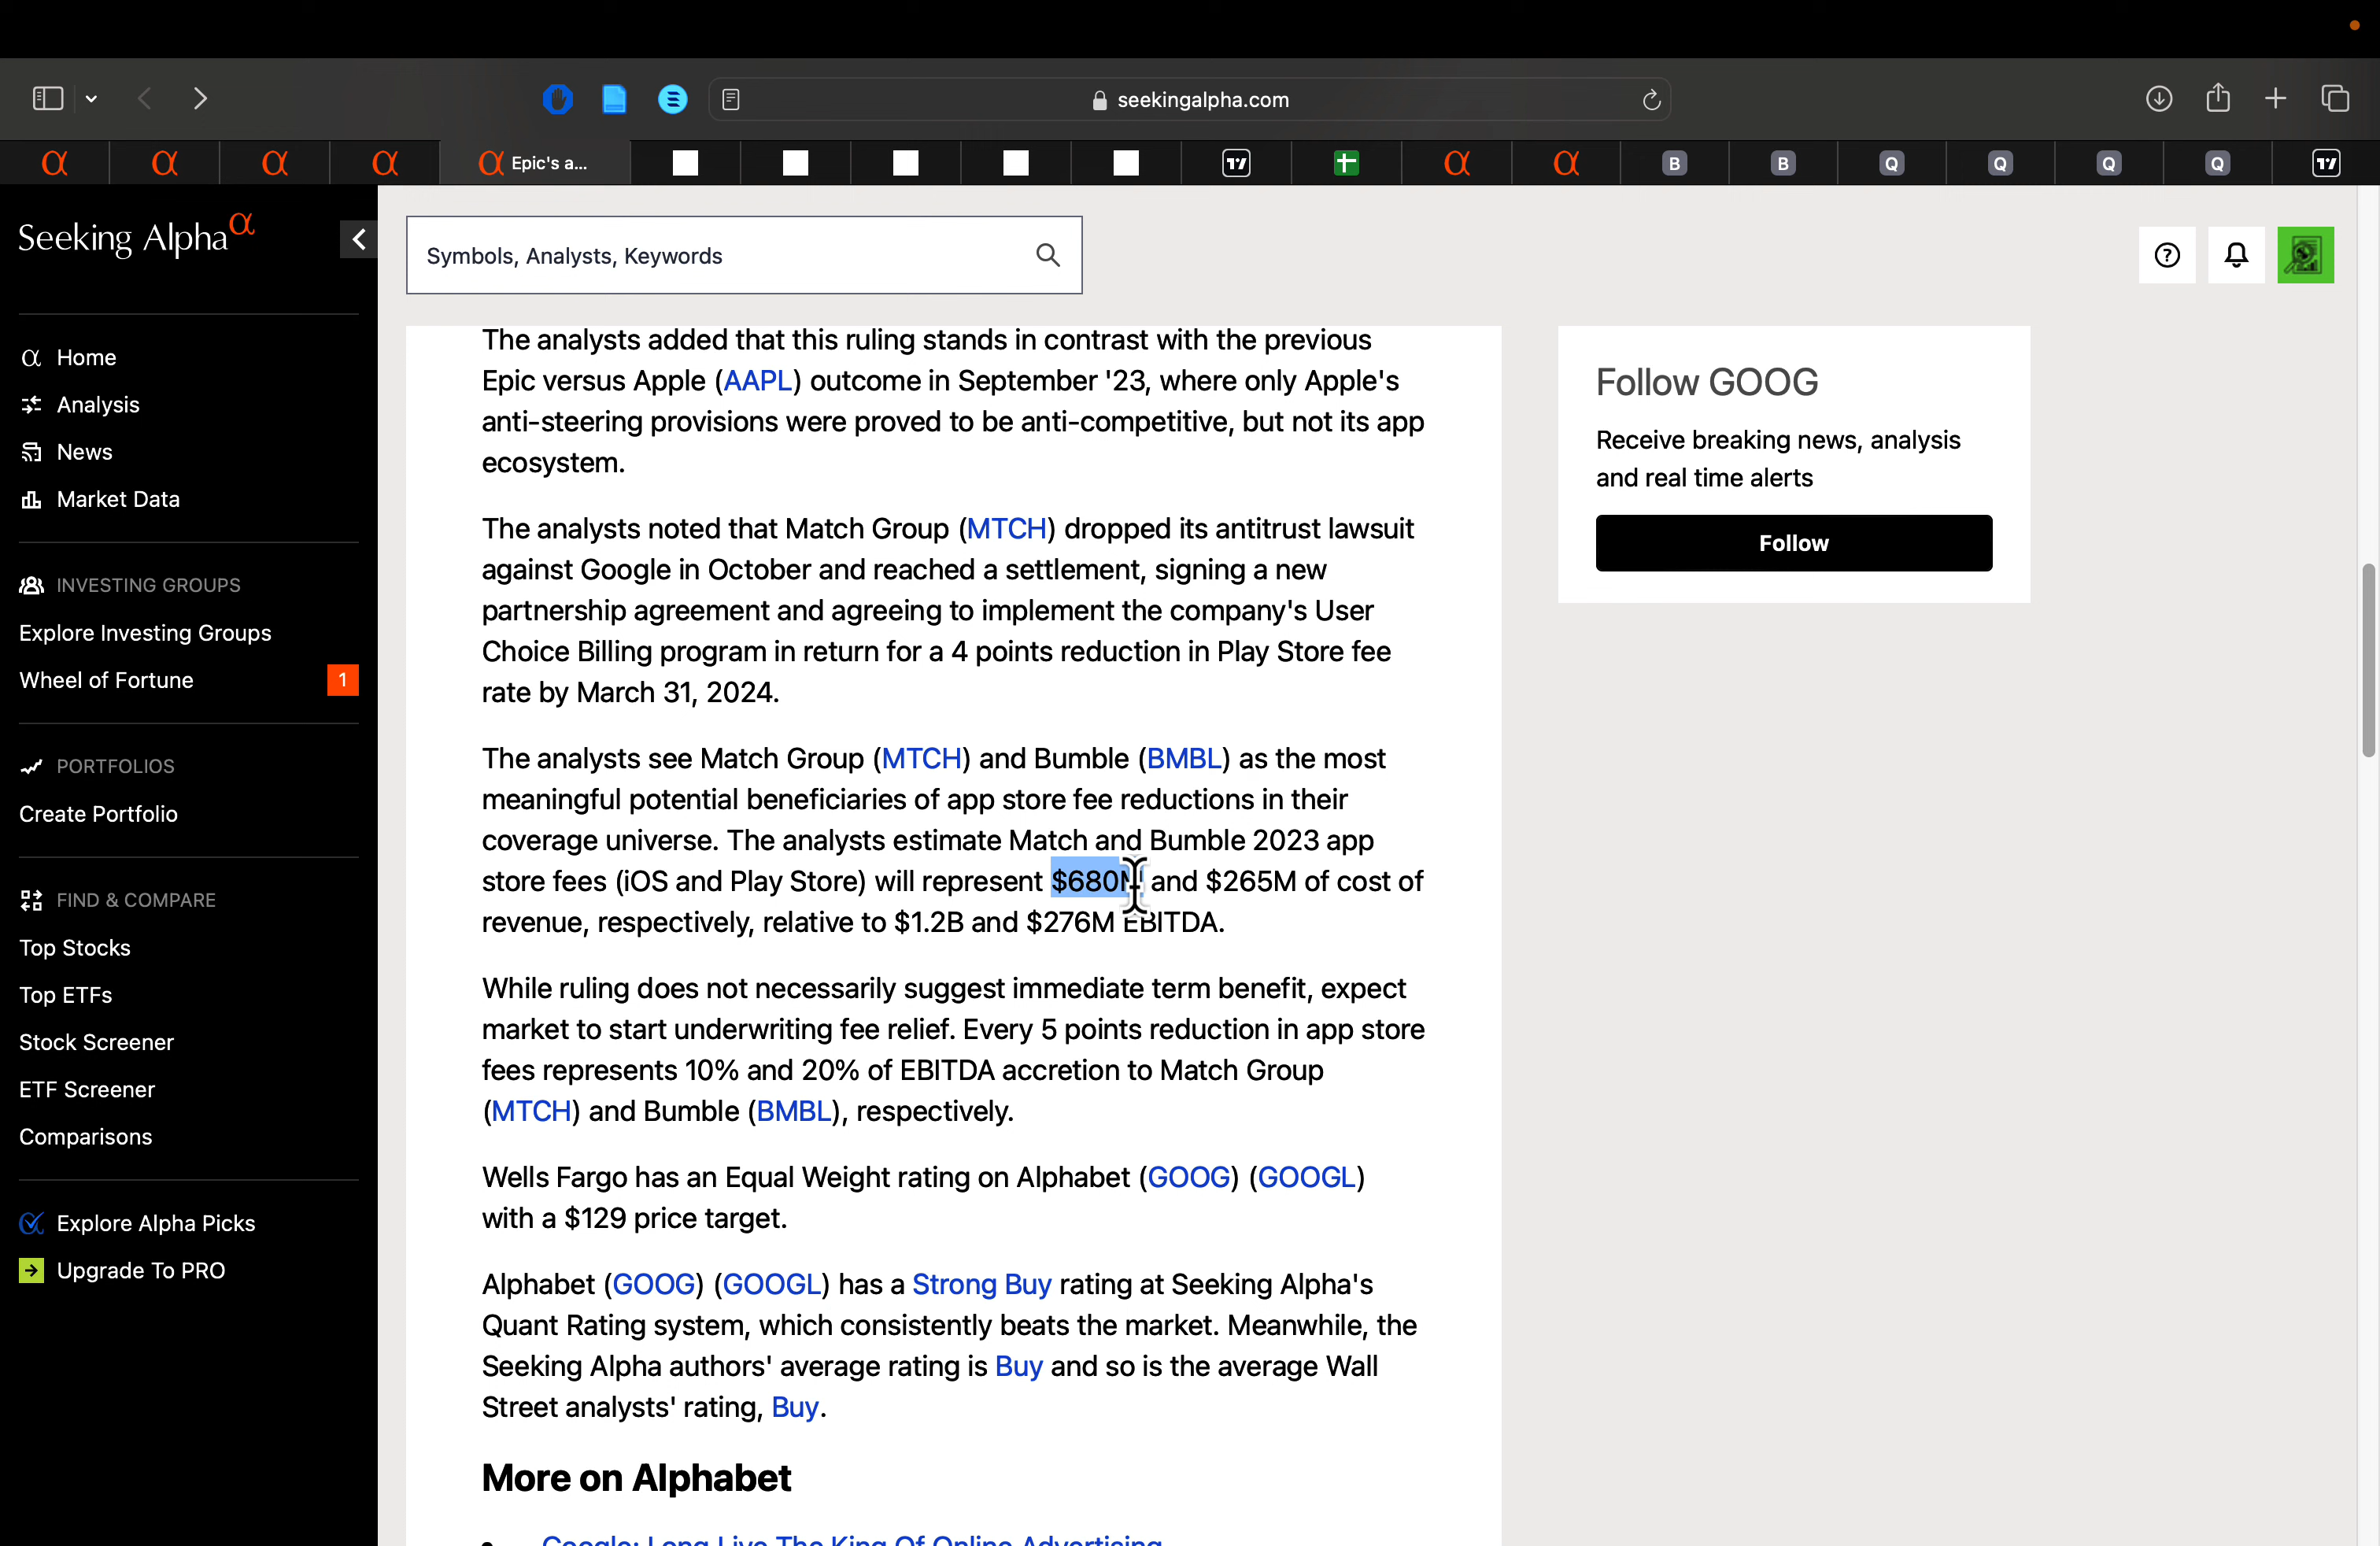 seekingalpha.com
Epic's a...
B
B
Q
Q
Q
Q
Seeking Alpha α
Symbols, Analysts, Keywords
Home
Analysis
News
Market Data
INVESTING GROUPS
Explore Investing Groups
Wheel of Fortune 1
PORTFOLIOS
Create Portfolio
FIND & COMPARE
Top Stocks
Top ETFs
Stock Screener
ETF Screener
Comparisons
Explore Alpha Picks
Upgrade To PRO
The analysts added that this ruling stands in contrast with the previous
Epic versus Apple (AAPL) outcome in September '23, where only Apple's
anti-steering provisions were proved to be anti-competitive, but not its app
ecosystem.
The analysts noted that Match Group (MTCH) dropped its antitrust lawsuit
against Google in October and reached a settlement, signing a new
partnership agreement and agreeing to implement the company's User
Choice Billing program in return for a 4 points reduction in Play Store fee
rate by March 31, 2024.
The analysts see Match Group (MTCH) and Bumble (BMBL) as the most
meaningful potential beneficiaries of app store fee reductions in their
coverage universe. The analysts estimate Match and Bumble 2023 app
store fees (iOS and Play Store) will represent $680M and $265M of cost of
revenue, respectively, relative to $1.2B and $276M EBITDA.
While ruling does not necessarily suggest immediate term benefit, expect
market to start underwriting fee relief. Every 5 points reduction in app store
fees represents 10% and 20% of EBITDA accretion to Match Group
(MTCH) and Bumble (BMBL), respectively.
Wells Fargo has an Equal Weight rating on Alphabet (GOOG) (GOOGL)
with a $129 price target.
Alphabet (GOOG) (GOOGL) has a Strong Buy rating at Seeking Alpha's
Quant Rating system, which consistently beats the market. Meanwhile, the
Seeking Alpha authors' average rating is Buy and so is the average Wall
Street analysts' rating, Buy.
More on Alphabet
Google: Long Live The King Of Online Advertising
Follow GOOG
Receive breaking news, analysis
and real time alerts
Follow